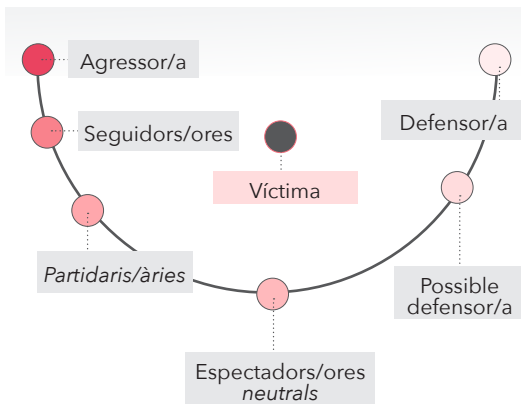 Agressor/a
Seguidors/ores
Partidaris/àries
Víctima
Espectadors/ores
neutrals
Defensor/a
Possible
defensor/a